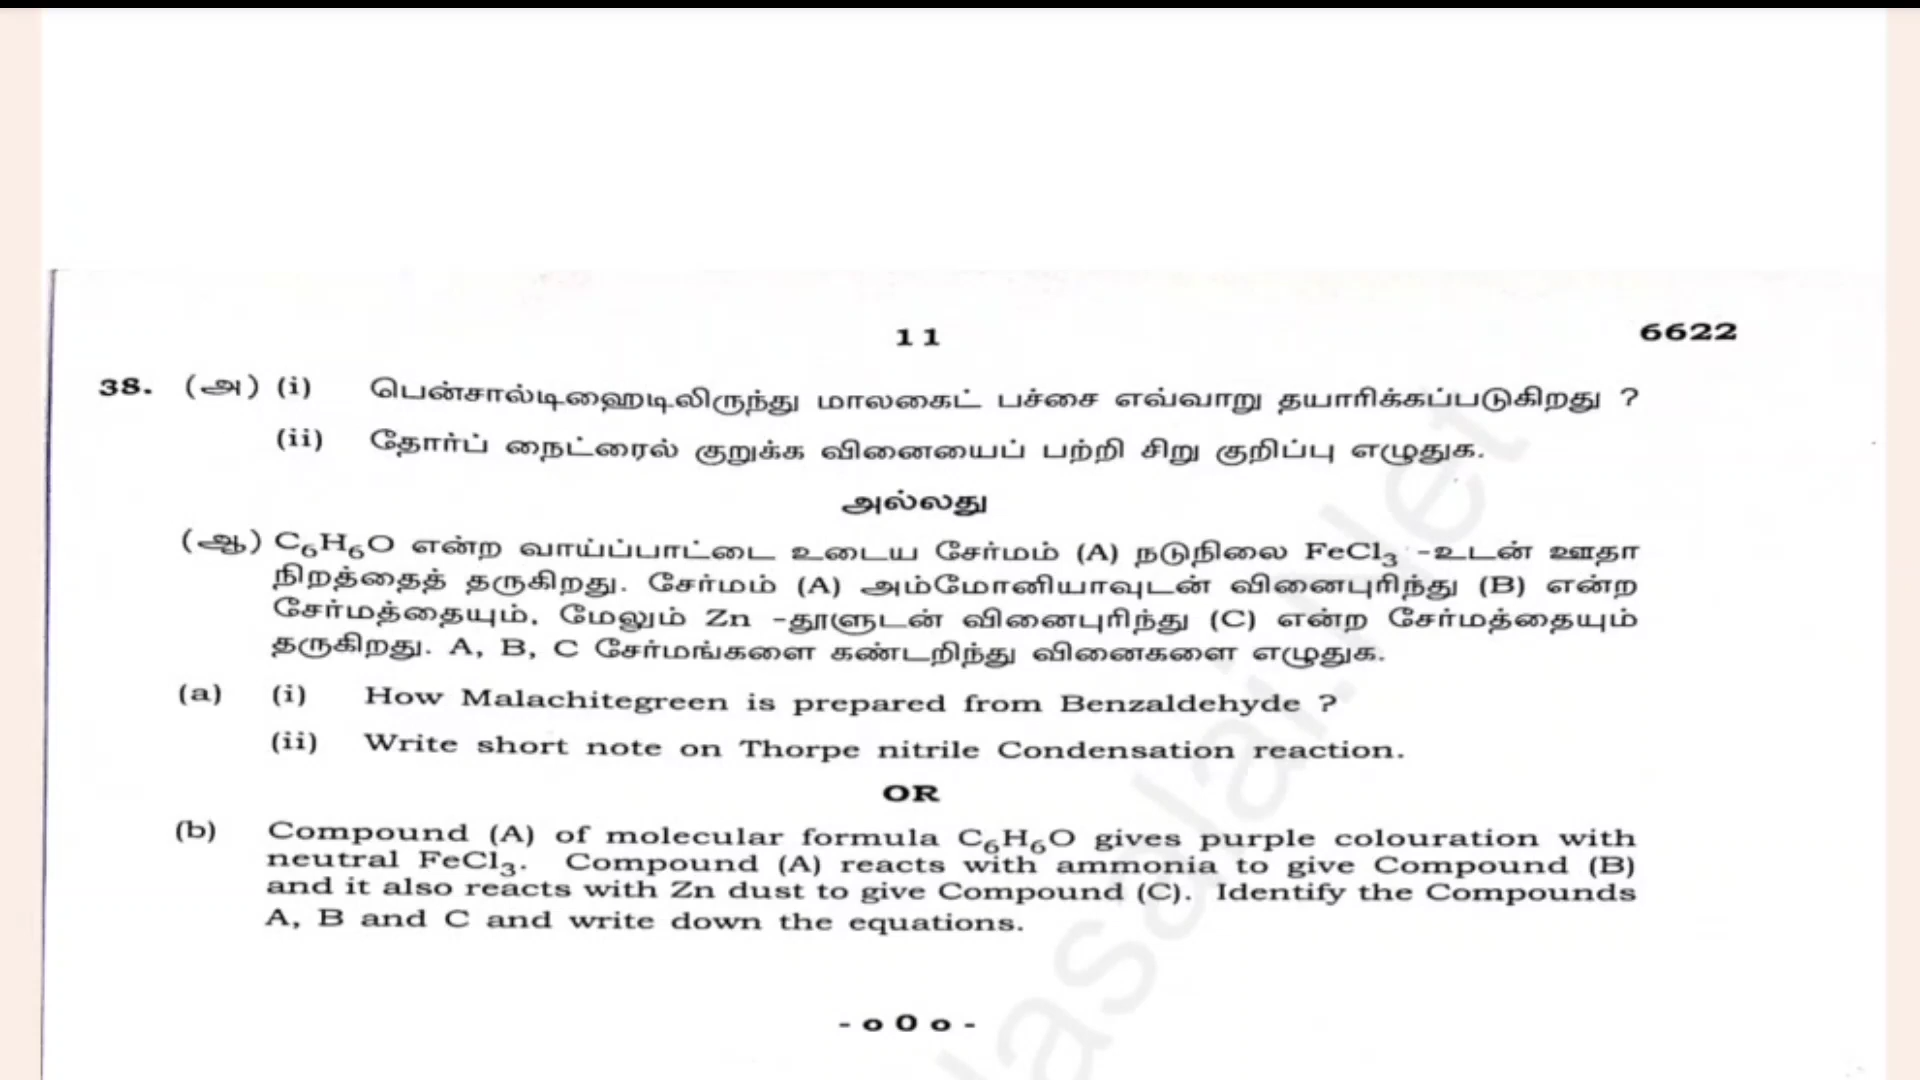 11 6622
38. (அ) (i) பென்சால்டிஹைடிலிருந்து மாலகைட் பச்சை எவ்வாறு தயாரிக்கப்படுகிறது ?
(ii) தோர்ப் நைட்ரைல் குறுக்க வினையைப் பற்றி சிறு குறிப்பு எழுதுக.
அல்லது
(ஆ) C₆H₆O என்ற வாய்ப்பாட்டை உடைய சேர்மம் (A) நடுநிலை FeCl₃ -உடன் ஊதா
நிறத்தைத் தருகிறது. சேர்மம் (A) அம்மோனியாவுடன் வினைபுரிந்து (B) என்ற
சேர்மத்தையும், மேலும் Zn -தூளுடன் வினைபுரிந்து (C) என்ற சேர்மத்தையும்
தருகிறது. A, B, C சேர்மங்களை கண்டறிந்து வினைகளை எழுதுக.
(a) (i) How Malachitegreen is prepared from Benzaldehyde ?
(ii) Write short note on Thorpe nitrile Condensation reaction.
OR
(b) Compound (A) of molecular formula C₆H₆O gives purple colouration with
neutral FeCl₃. Compound (A) reacts with ammonia to give Compound (B)
and it also reacts with Zn dust to give Compound (C). Identify the Compounds
A, B and C and write down the equations.
- o 0 o -